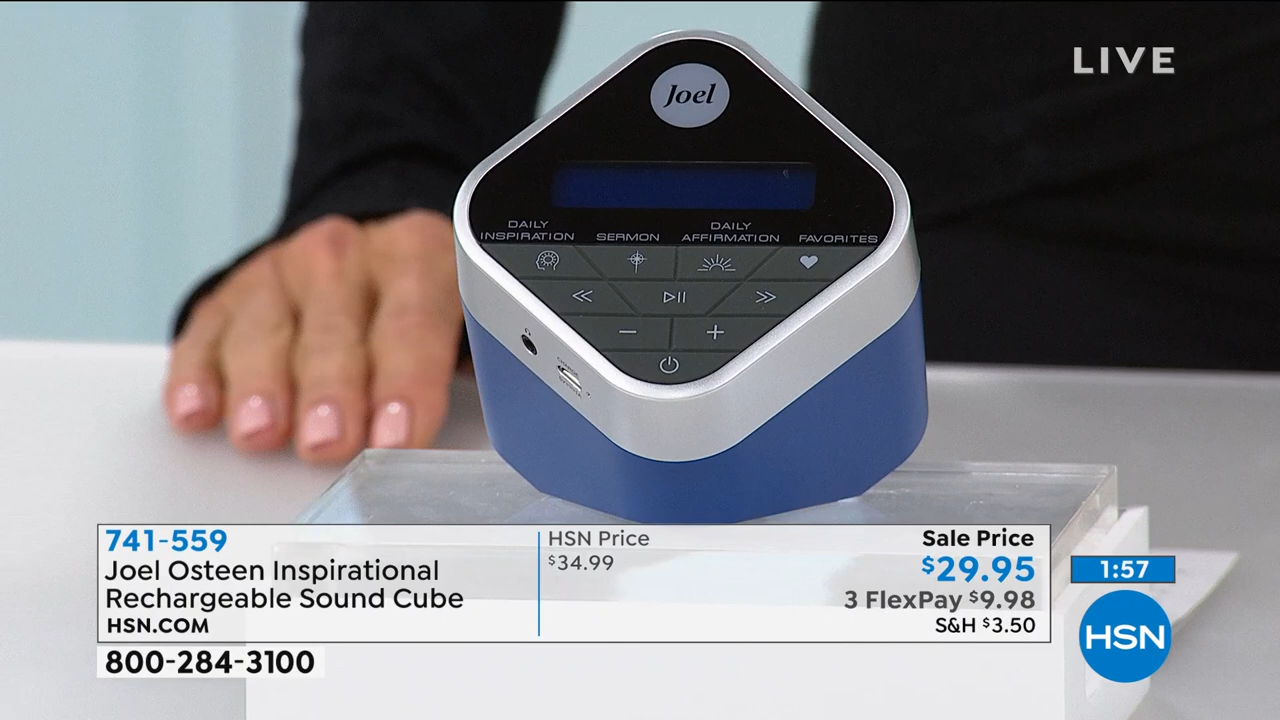 LIVE
Joel
DAILY INSPIRATION
SERMON
DAILY AFFIRMATION
FAVORITES
741-559
Joel Osteen Inspirational
Rechargeable Sound Cube
HSN.COM
HSN Price
$34.99
Sale Price
$29.95
3 FlexPay $9.98
S&H $3.50
1:57
HSN
800-284-3100